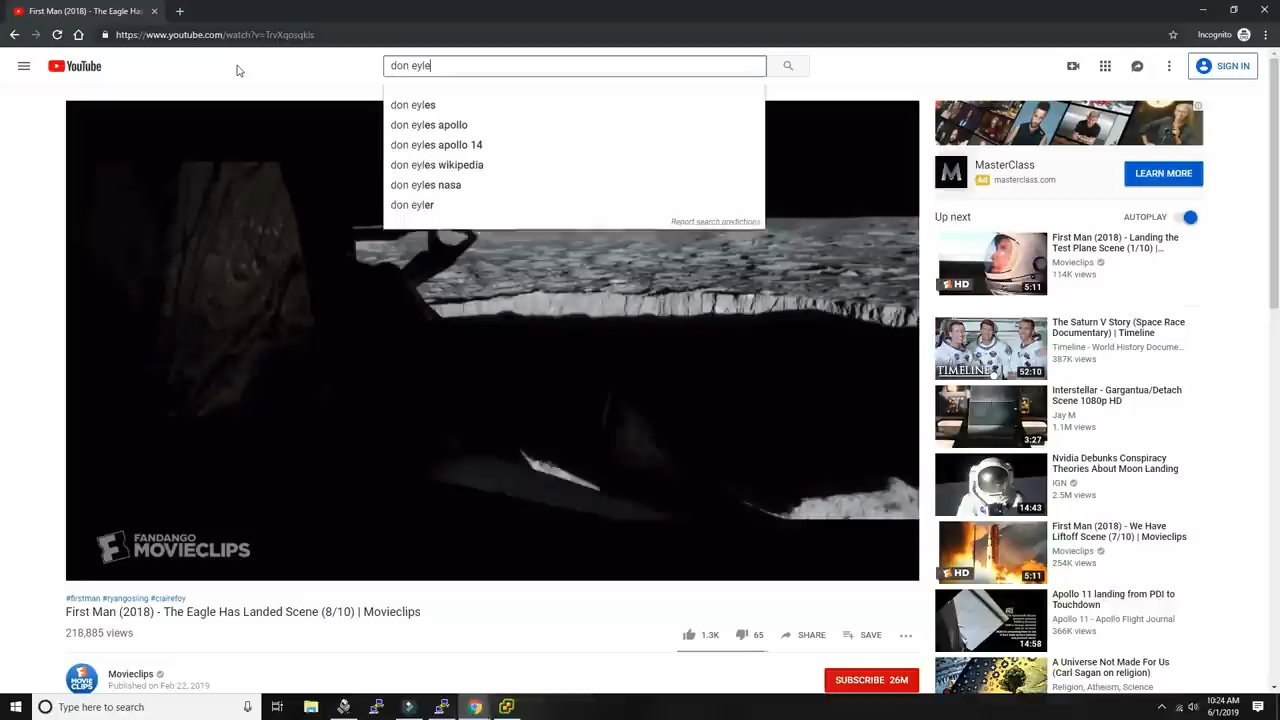 First Man (2018) - The Eagle Has
https://www.youtube.com/watch?v=TrvXqosqkls
Incognito
YouTube
don eyle
SIGN IN
don eyles
don eyles apollo
don eyles apollo 14
don eyles wikipedia
don eyles nasa
don eyler
Report search predictions
FANDANGO
MOVIECLIPS
#firstman #ryangosling #clairefoy
First Man (2018) - The Eagle Has Landed Scene (8/10) | Movieclips
218,885 views
1.3K
65
SHARE
SAVE
MOVIE
CLIPS
Movieclips
Published on Feb 22, 2019
SUBSCRIBE 26M
MasterClass
Ad
masterclass.com
LEARN MORE
Up next
AUTOPLAY
HD
5:11
First Man (2018) - Landing the
Test Plane Scene (1/10) |...
Movieclips
114K views
TIMELINE
52:10
The Saturn V Story (Space Race
Documentary) | Timeline
Timeline - World History Docume...
387K views
3:27
Interstellar - Gargantua/Detach
Scene 1080p HD
Jay M
1.1M views
14:43
Nvidia Debunks Conspiracy
Theories About Moon Landing
IGN
2.5M views
HD
5:11
First Man (2018) - We Have
Liftoff Scene (7/10) | Movieclips
Movieclips
254K views
14:58
Apollo 11 landing from PDI to
Touchdown
Apollo 11 - Apollo Flight Journal
366K views
A Universe Not Made For Us
(Carl Sagan on religion)
Religion, Atheism, Science
Type here to search
10:24 AM
6/1/2019